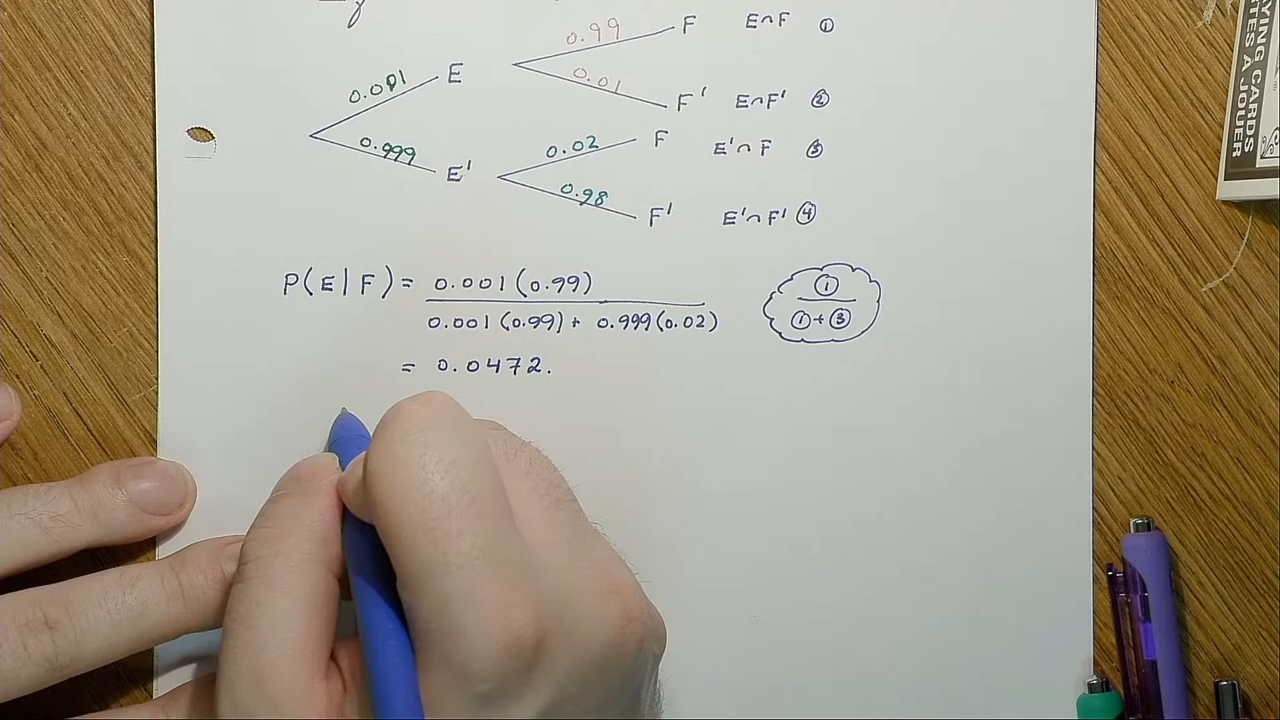 0.99 F E∩F ①
0.001 E
0.01 F' E∩F' ②
0.999 E' 0.02 F E'∩F ③
0.98 F' E'∩F' ④
P(E|F) = 0.001(0.99) ①
0.001(0.99) + 0.999(0.02) ①+③
= 0.0472.
YING CARDS
TES A JOUER